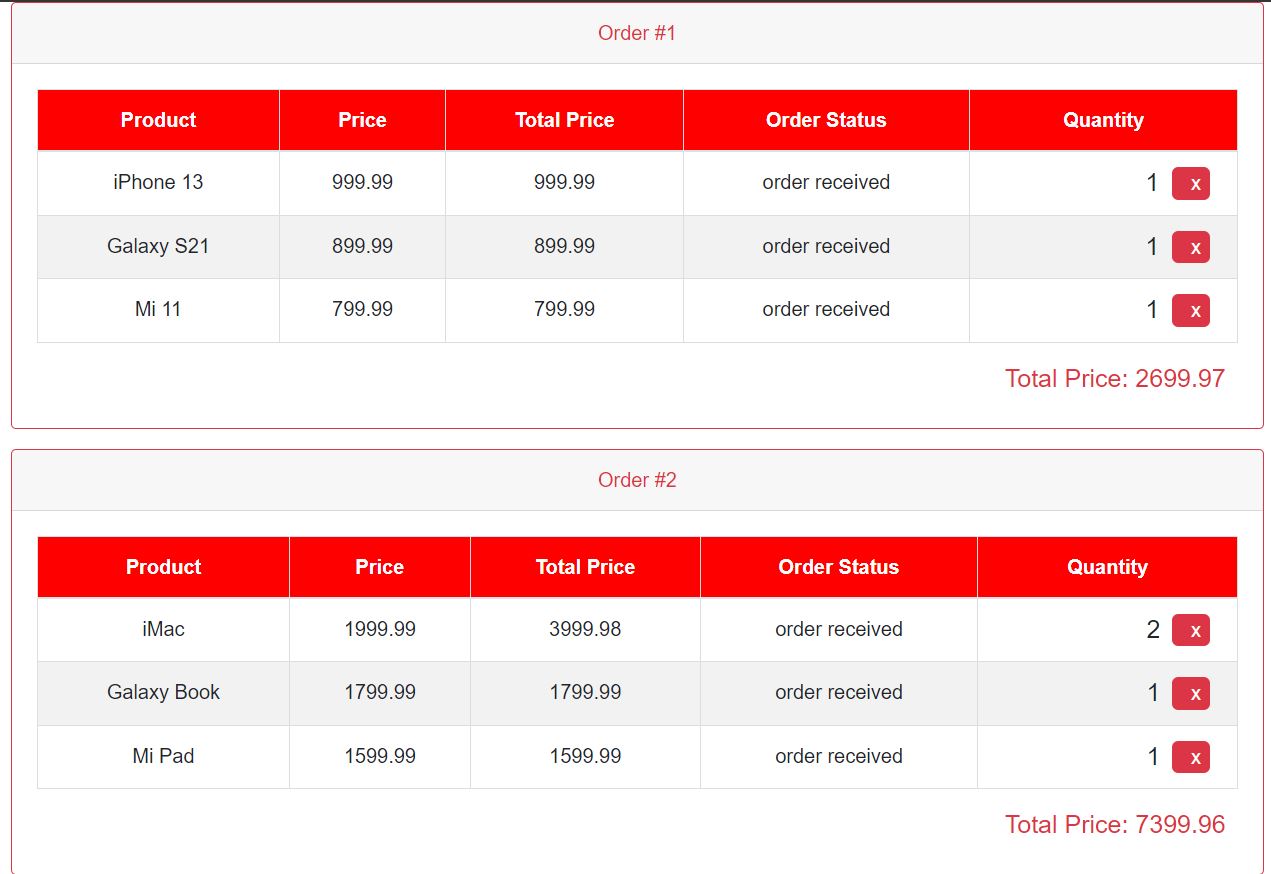 Order #1
Product Price Total Price Order Status Quantity
iPhone 13 999.99 999.99 order received 1 x
Galaxy S21 899.99 899.99 order received 1 x
Mi 11 799.99 799.99 order received 1 x
Total Price: 2699.97
Order #2
Product Price Total Price Order Status Quantity
iMac 1999.99 3999.98 order received 2 x
Galaxy Book 1799.99 1799.99 order received 1 x
Mi Pad 1599.99 1599.99 order received 1 x
Total Price: 7399.96